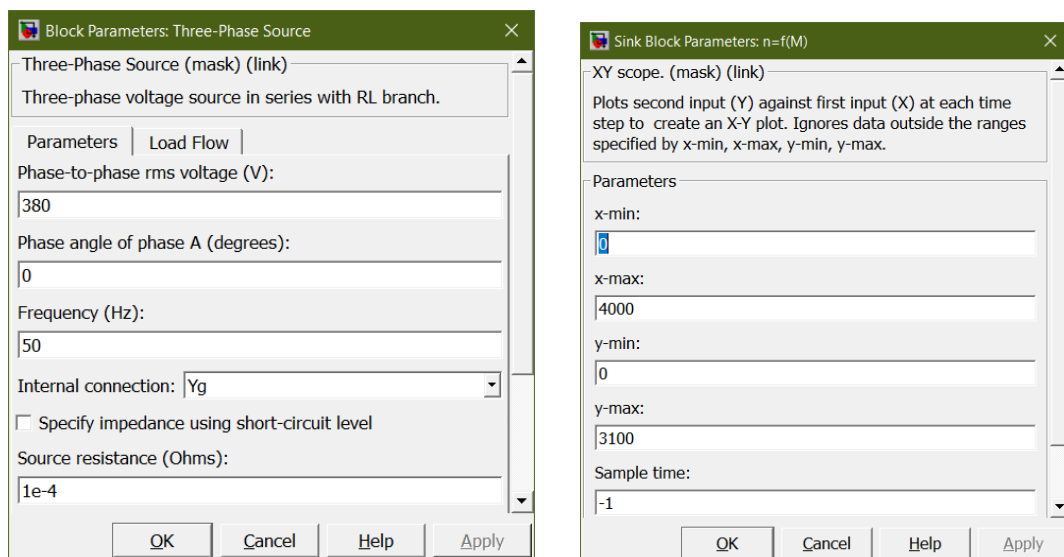 Block Parameters: Three-Phase Source
Three-Phase Source (mask) (link)
Three-phase voltage source in series with RL branch.
Parameters
Load Flow
Phase-to-phase rms voltage (V):
380
Phase angle of phase A (degrees):
0
Frequency (Hz):
50
Internal connection: Yg
Specify impedance using short-circuit level
Source resistance (Ohms):
1e-4
OK
Cancel
Help
Apply
Sink Block Parameters: n=f(M)
XY scope. (mask) (link)
Plots second input (Y) against first input (X) at each time
step to create an X-Y plot. Ignores data outside the ranges
specified by x-min, x-max, y-min, y-max.
Parameters
x-min:
0
x-max:
4000
y-min:
0
y-max:
3100
Sample time:
-1
OK
Cancel
Help
Apply